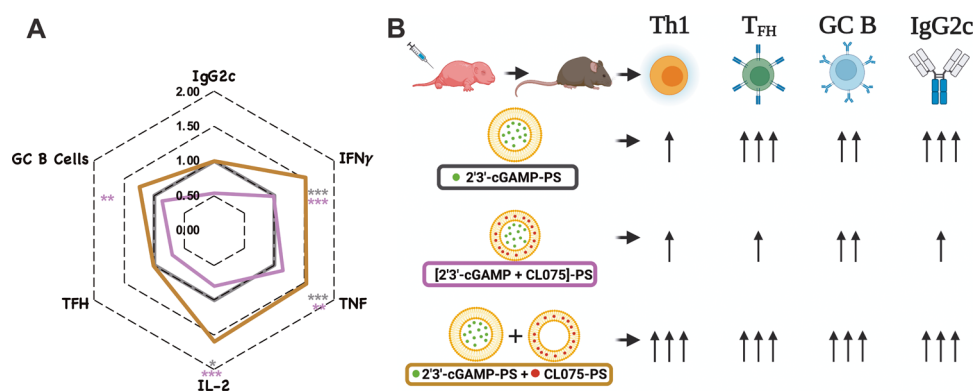 A
IgG2c
2.00
1.50
1.00
0.50
0.00
GC B Cells
IFNγ
**
***
***
TFH
TNF
***
**
*
***
IL-2
B
Th1
TFH
GC B
IgG2c
2'3'-cGAMP-PS
[2'3'-cGAMP + CL075]-PS
+
2'3'-cGAMP-PS + CL075-PS